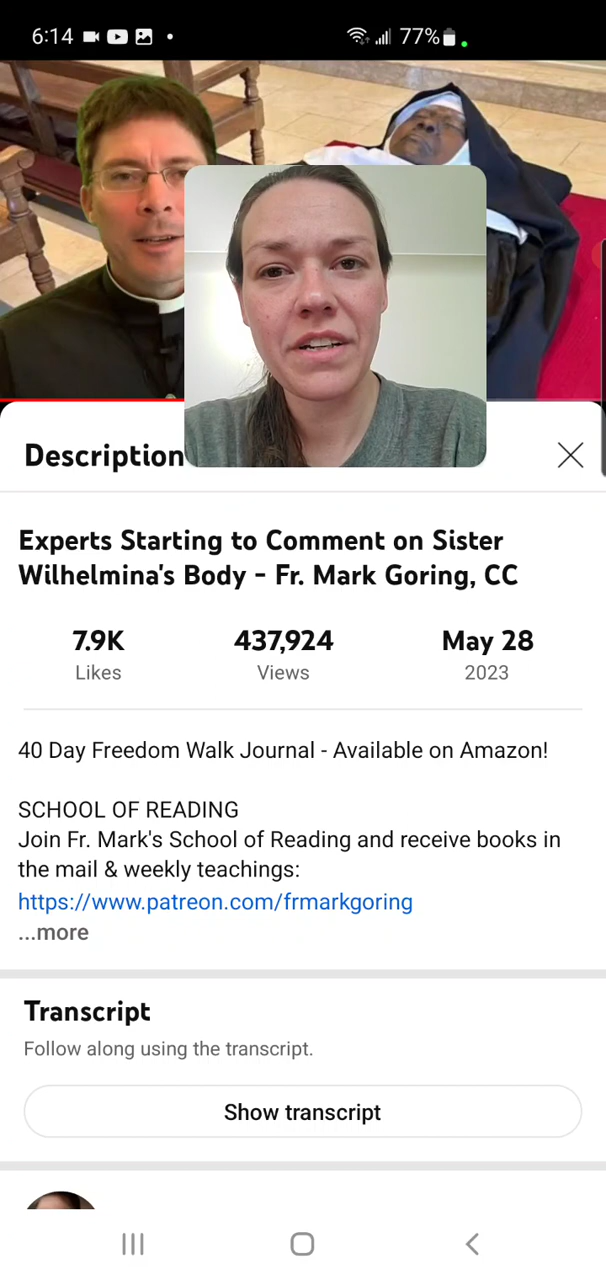 6:14
77%
Description
Experts Starting to Comment on Sister
Wilhelmina's Body - Fr. Mark Goring, CC
7.9K
437,924
May 28
Likes
Views
2023
40 Day Freedom Walk Journal - Available on Amazon!
SCHOOL OF READING
Join Fr. Mark's School of Reading and receive books in
the mail & weekly teachings:
https://www.patreon.com/frmarkgoring
...more
Transcript
Follow along using the transcript.
Show transcript